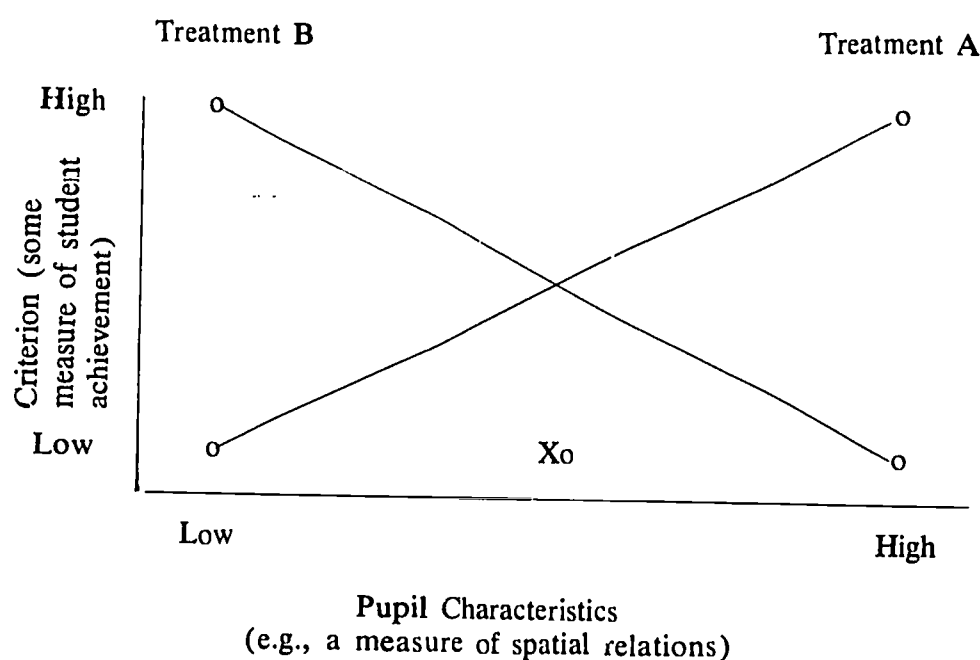 Treatment B
Treatment A
High
Criterion (some
measure of student
achievement)
Low
Xo
Low
High
Pupil Characteristics
(e.g., a measure of spatial relations)